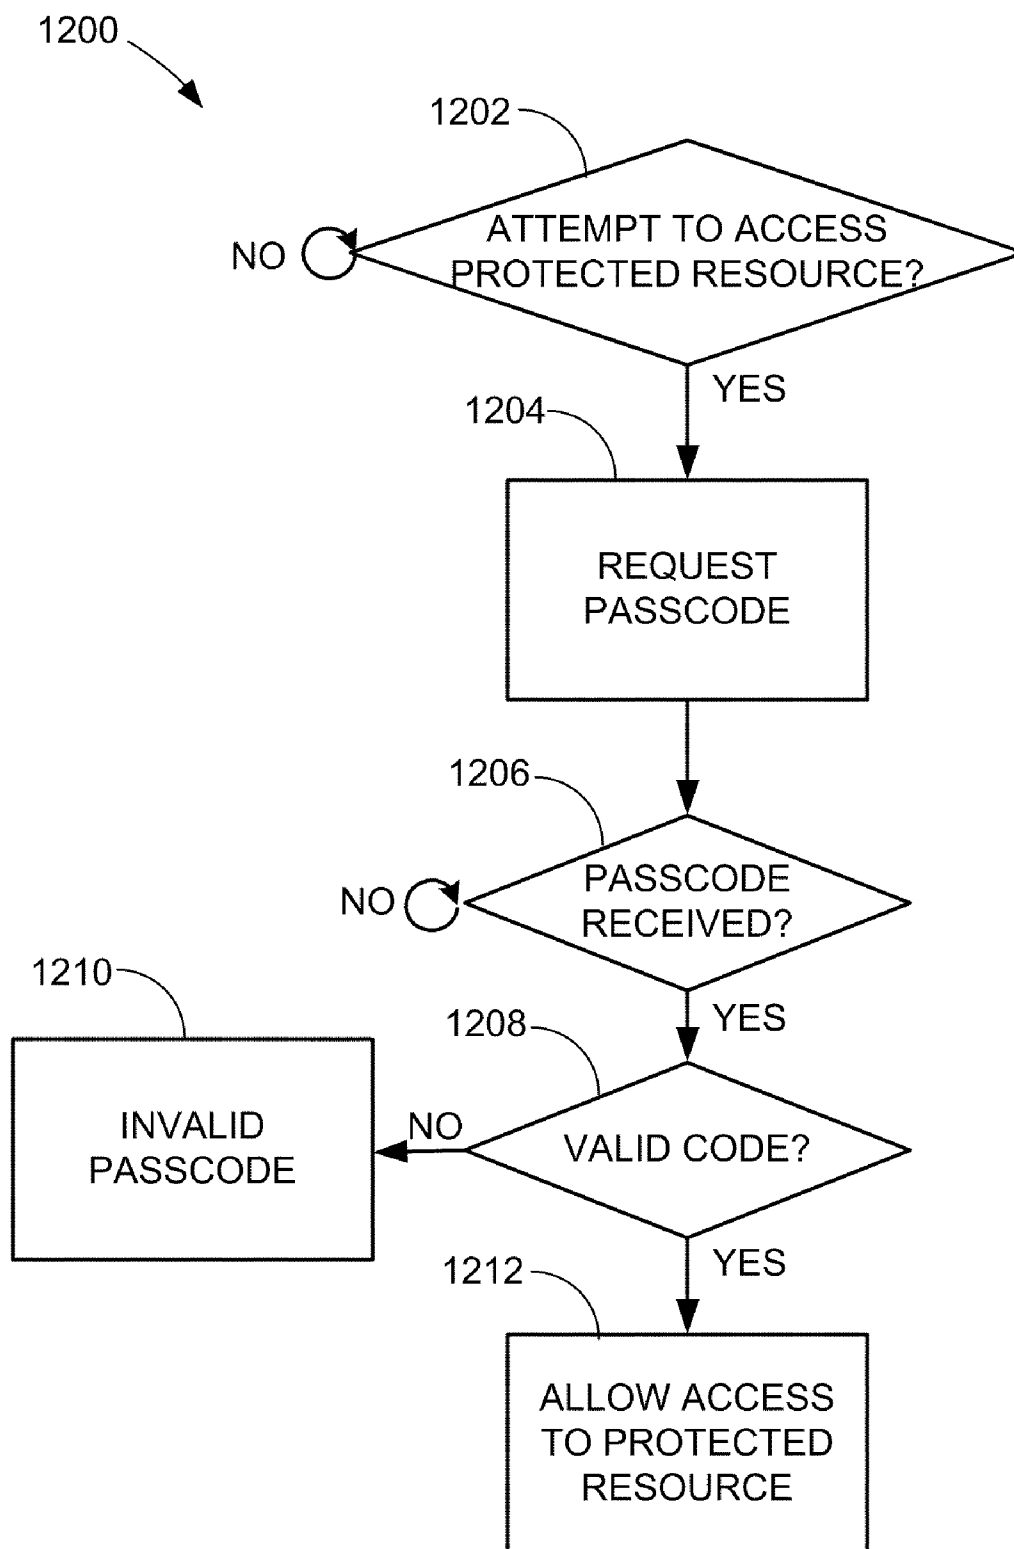 1200
1202
ATTEMPT TO ACCESS
PROTECTED RESOURCE?
NO
YES
1204
REQUEST
PASSCODE
1206
PASSCODE
RECEIVED?
NO
YES
1210
1208
INVALID
PASSCODE
NO
VALID CODE?
YES
1212
ALLOW ACCESS
TO PROTECTED
RESOURCE